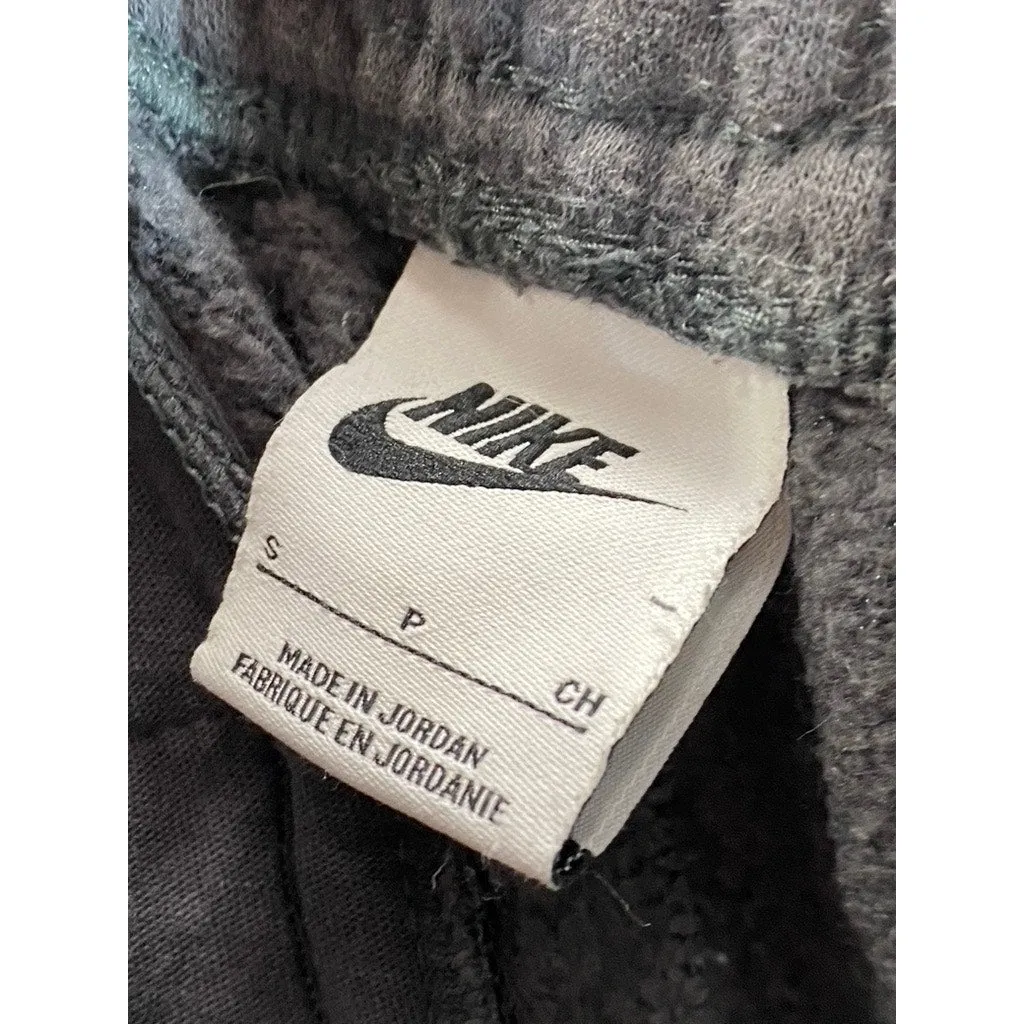 NIKE
S
P
CH
MADE IN JORDAN
FABRIQUE EN JORDANIE